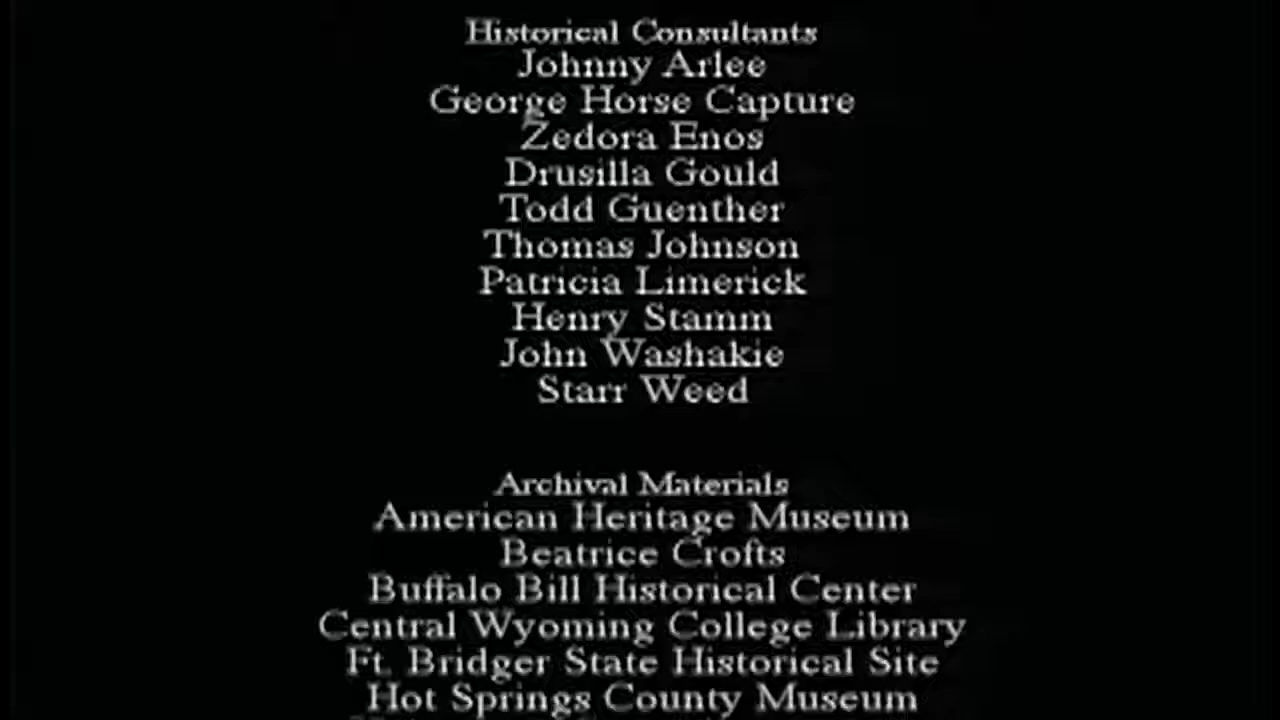 Historical Consultants
Johnny Arlee
George Horse Capture
Zedora Enos
Drusilla Gould
Todd Guenther
Thomas Johnson
Patricia Limerick
Henry Stamm
John Washakie
Starr Weed
Archival Materials
American Heritage Museum
Beatrice Crofts
Buffalo Bill Historical Center
Central Wyoming College Library
Ft. Bridger State Historical Site
Hot Springs County Museum